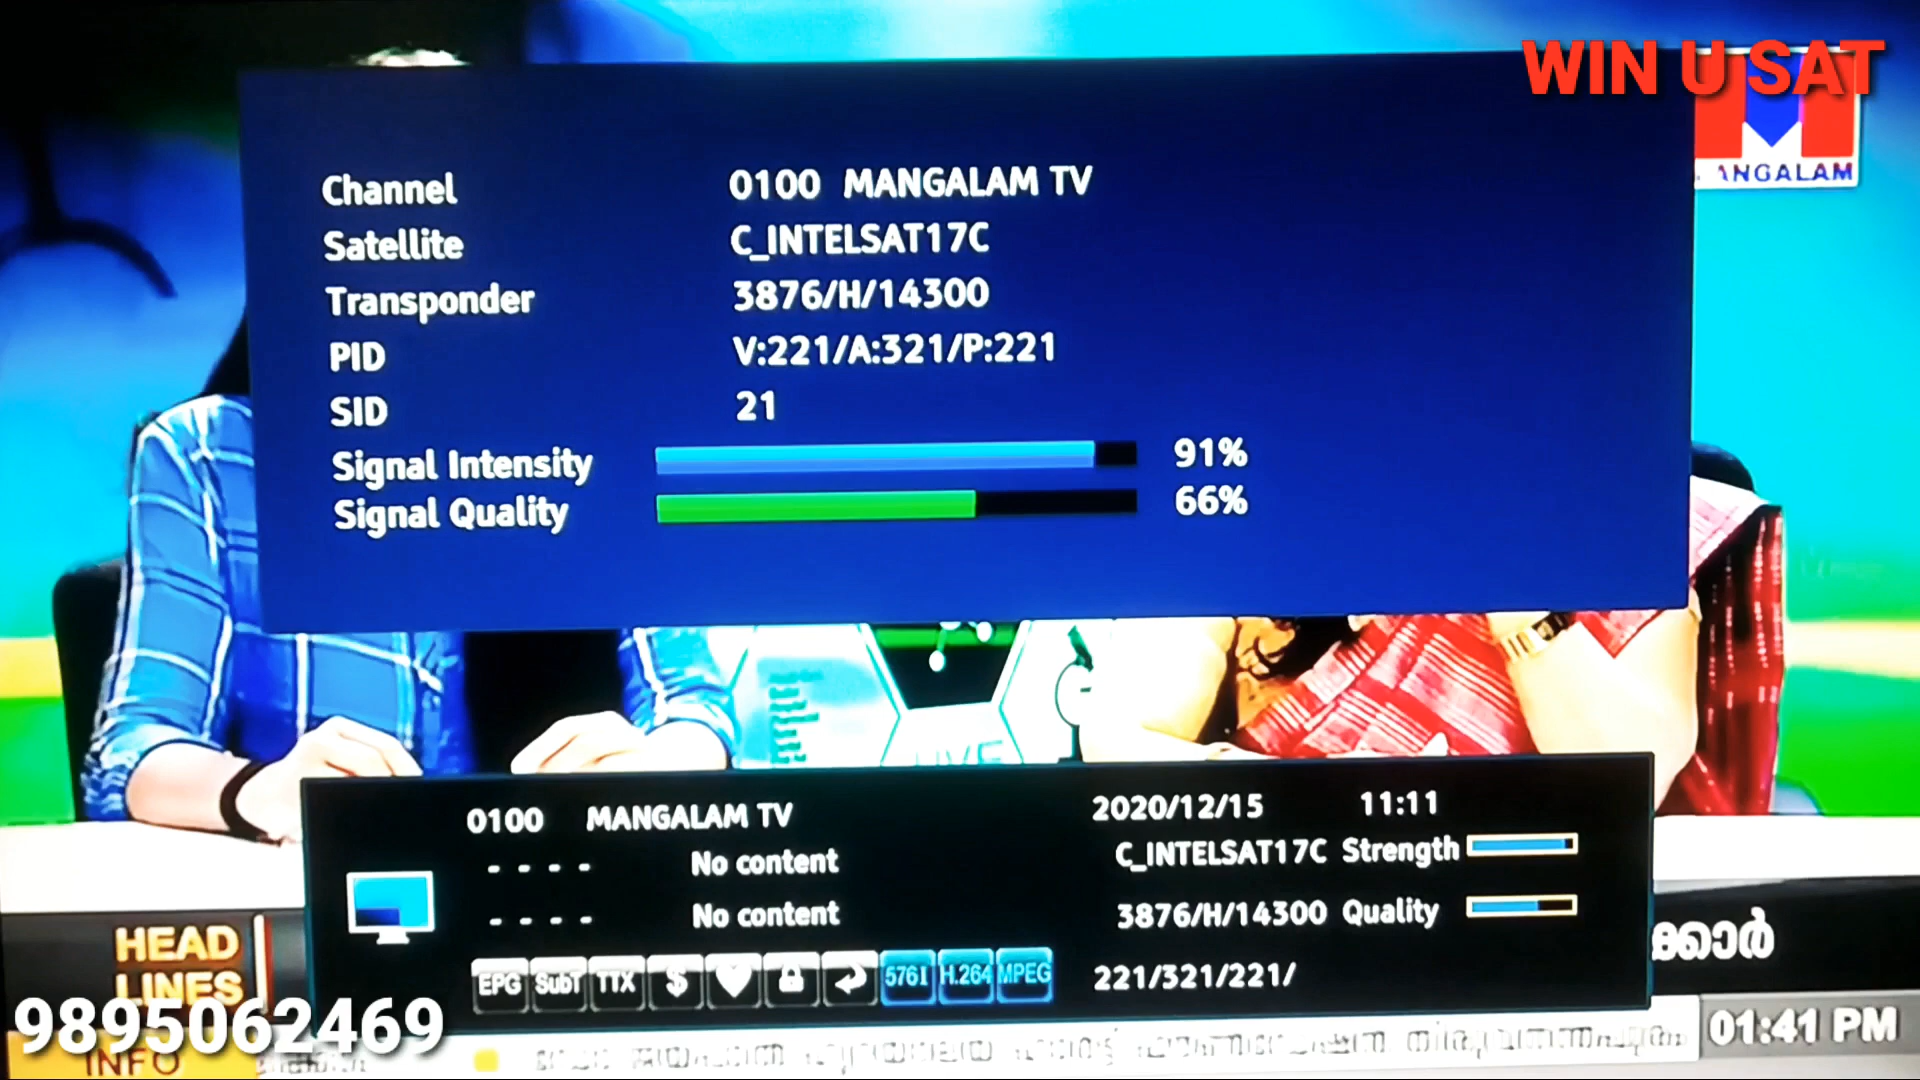 WIN U SAT
ANGALAM
Channel 0100 MANGALAM TV
Satellite C_INTELSAT17C
Transponder 3876/H/14300
PID V:221/A:321/P:221
SID 21
Signal Intensity 91%
Signal Quality 66%
LIVE
0100 MANGALAM TV 2020/12/15 11:11
- - - - No content C_INTELSAT17C Strength
- - - - No content 3876/H/14300 Quality
EPG SubT TTX $ 576I H.264 MPEG 221/321/221/
HEAD
LINES
ക്കാർ
9895062469
INFO
01:41 PM